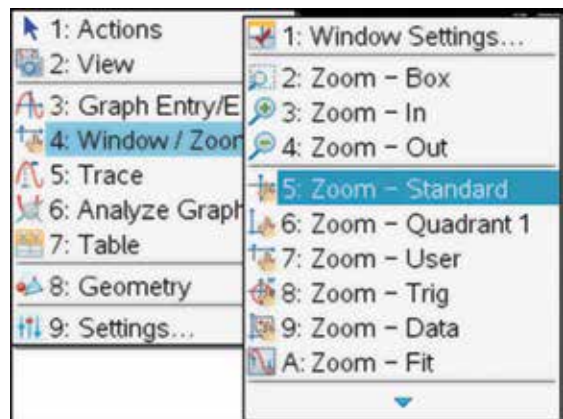 1: Actions
2: View
3: Graph Entry/E
4: Window / Zoor
5: Trace
6: Analyze Graph
7: Table
8: Geometry
9: Settings...
1: Window Settings...
2: Zoom – Box
3: Zoom – In
4: Zoom – Out
5: Zoom – Standard
6: Zoom – Quadrant 1
7: Zoom – User
8: Zoom – Trig
9: Zoom – Data
A: Zoom – Fit